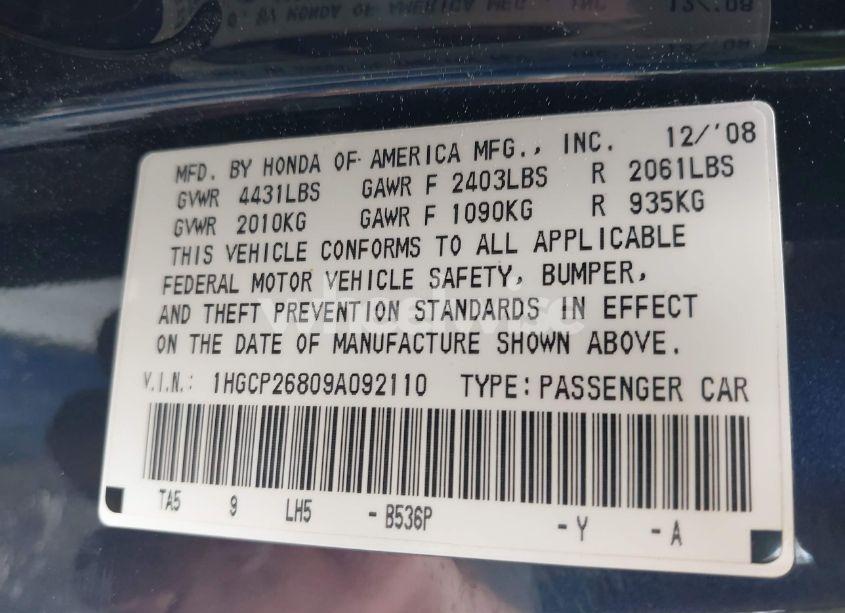 MFD. BY HONDA OF AMERICA MFG., INC. 12/'08
GVWR 4431LBS GAWR F 2403LBS R 2061LBS
GVWR 2010KG GAWR F 1090KG R 935KG
THIS VEHICLE CONFORMS TO ALL APPLICABLE
FEDERAL MOTOR VEHICLE SAFETY, BUMPER,
AND THEFT PREVENTION STANDARDS IN EFFECT
ON THE DATE OF MANUFACTURE SHOWN ABOVE.
V.I.N.: 1HGCP26809A092110 TYPE: PASSENGER CAR
TA5 9 LH5 - B536P - Y - A